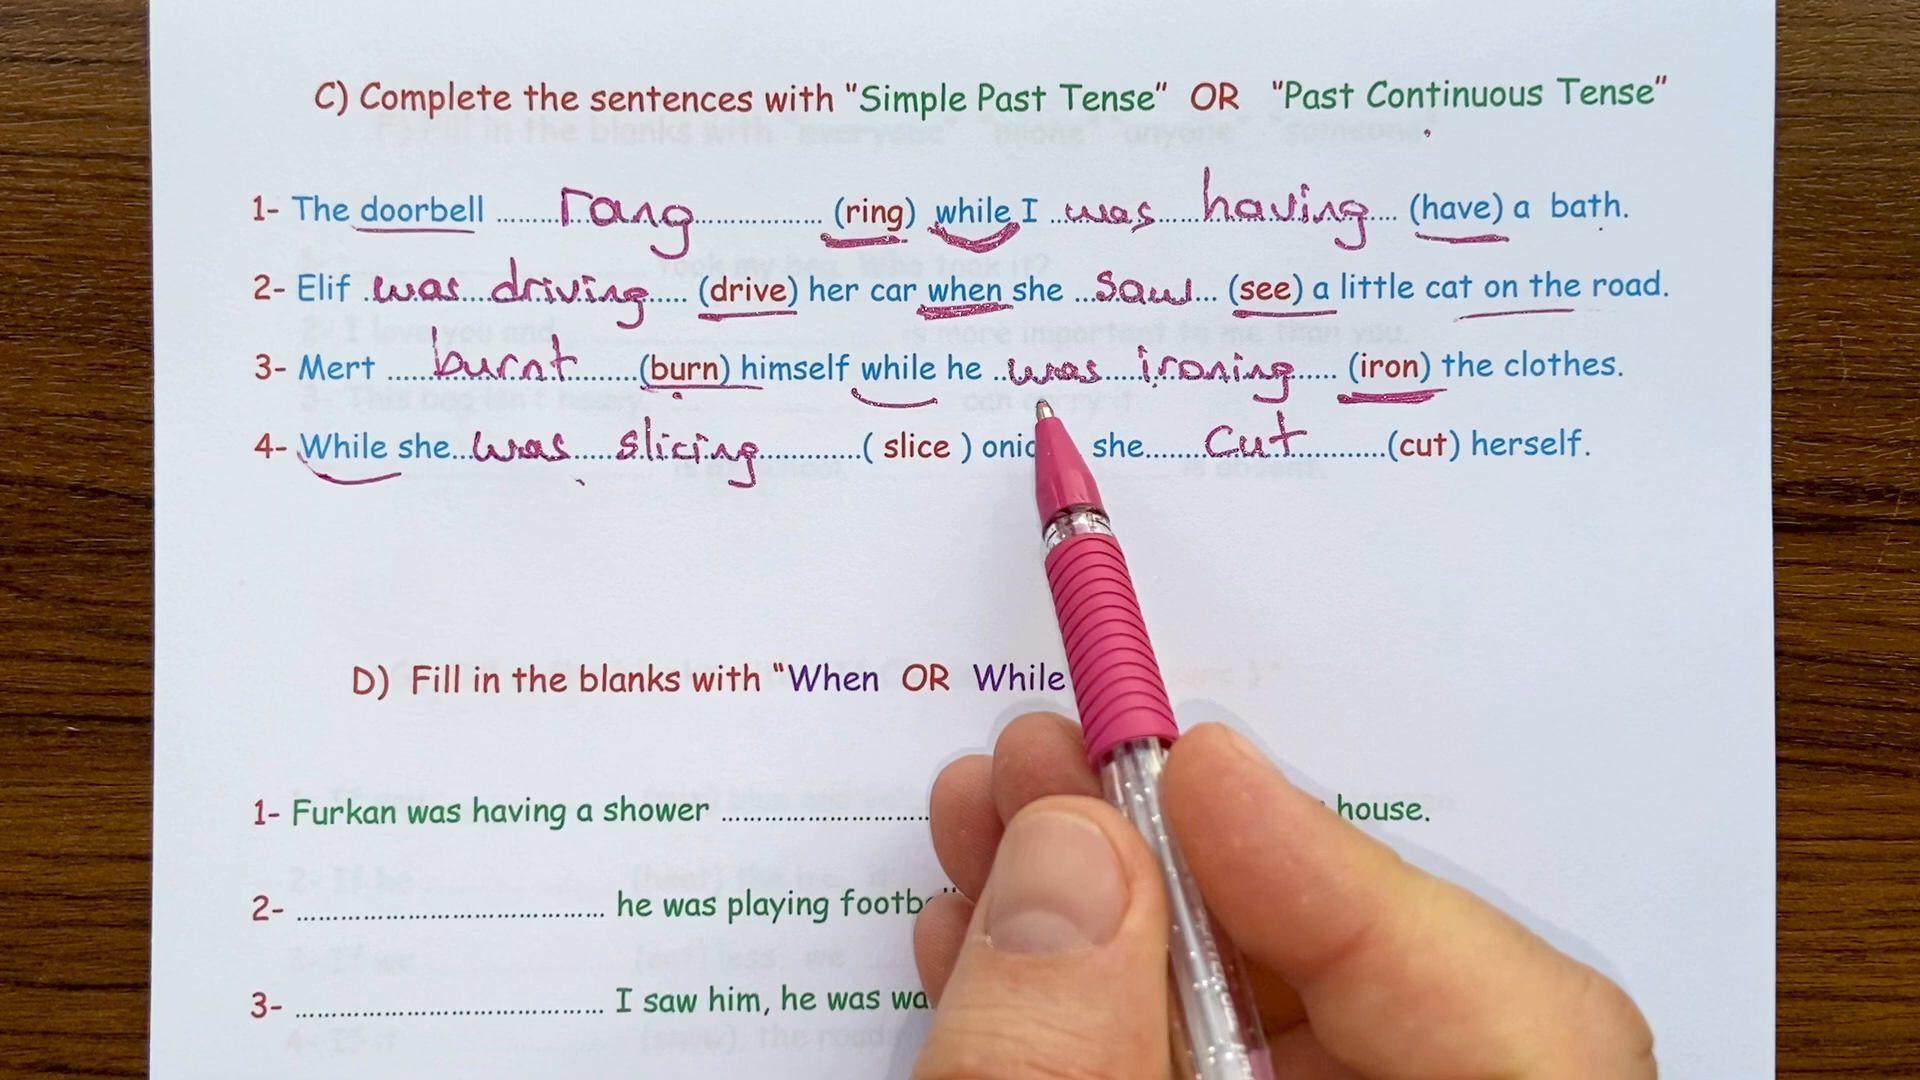 C) Complete the sentences with "Simple Past Tense" OR "Past Continuous Tense"
1- The doorbell ......... rang ......... (ring) while I ... was ... having ... (have) a bath.
2- Elif . was ... driving ..... (drive) her car when she ... saw ... (see) a little cat on the road.
3- Mert ..... burnt ....... (burn) himself while he .. was .... ironing ...... (iron) the clothes.
4- While she.. was ..... slicing ............ ( slice ) she....... cut .........(cut) herself.
D) Fill in the blanks with "When OR While
1- Furkan was having a shower .............................. house.
2- ........................................ he was playing
3- ........................................ I saw him, he was